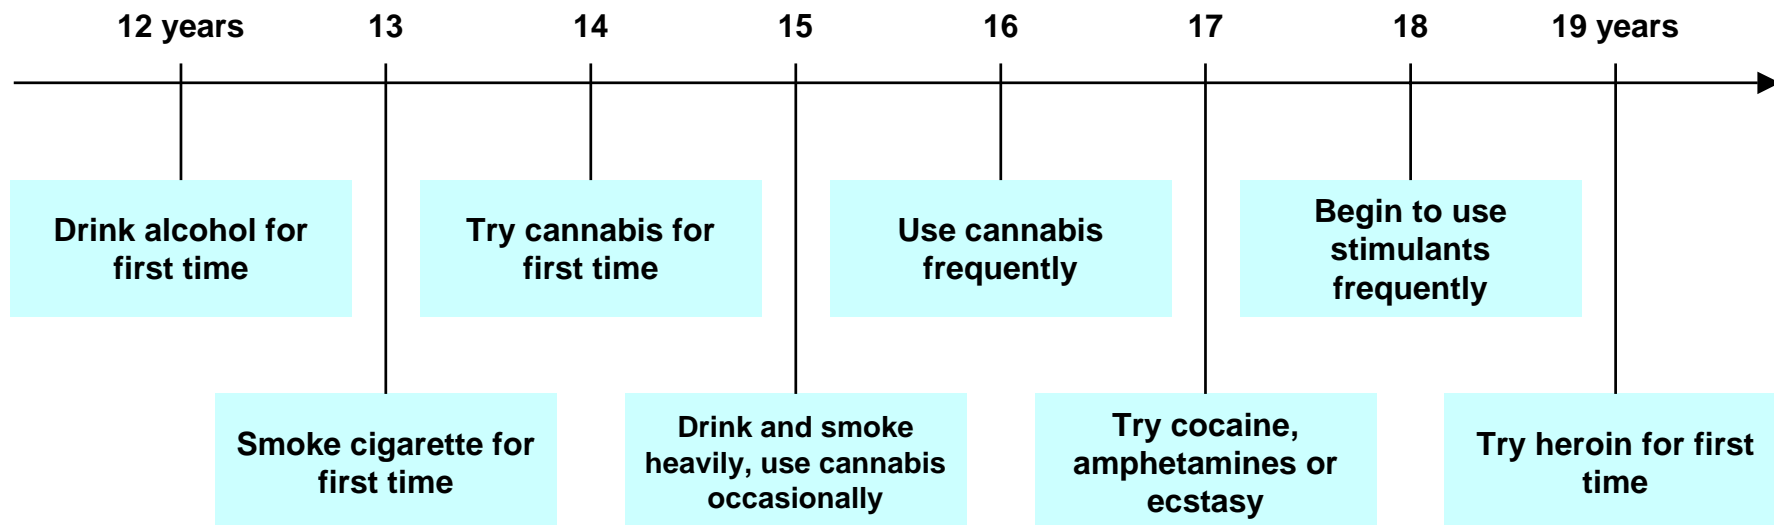 12 years 13 14 15 16 17 18 19 years
Drink alcohol for
first time
Try cannabis for
first time
Use cannabis
frequently
Begin to use
stimulants
frequently
Smoke cigarette for
first time
Drink and smoke
heavily, use cannabis
occasionally
Try cocaine,
amphetamines or
ecstasy
Try heroin for first
time